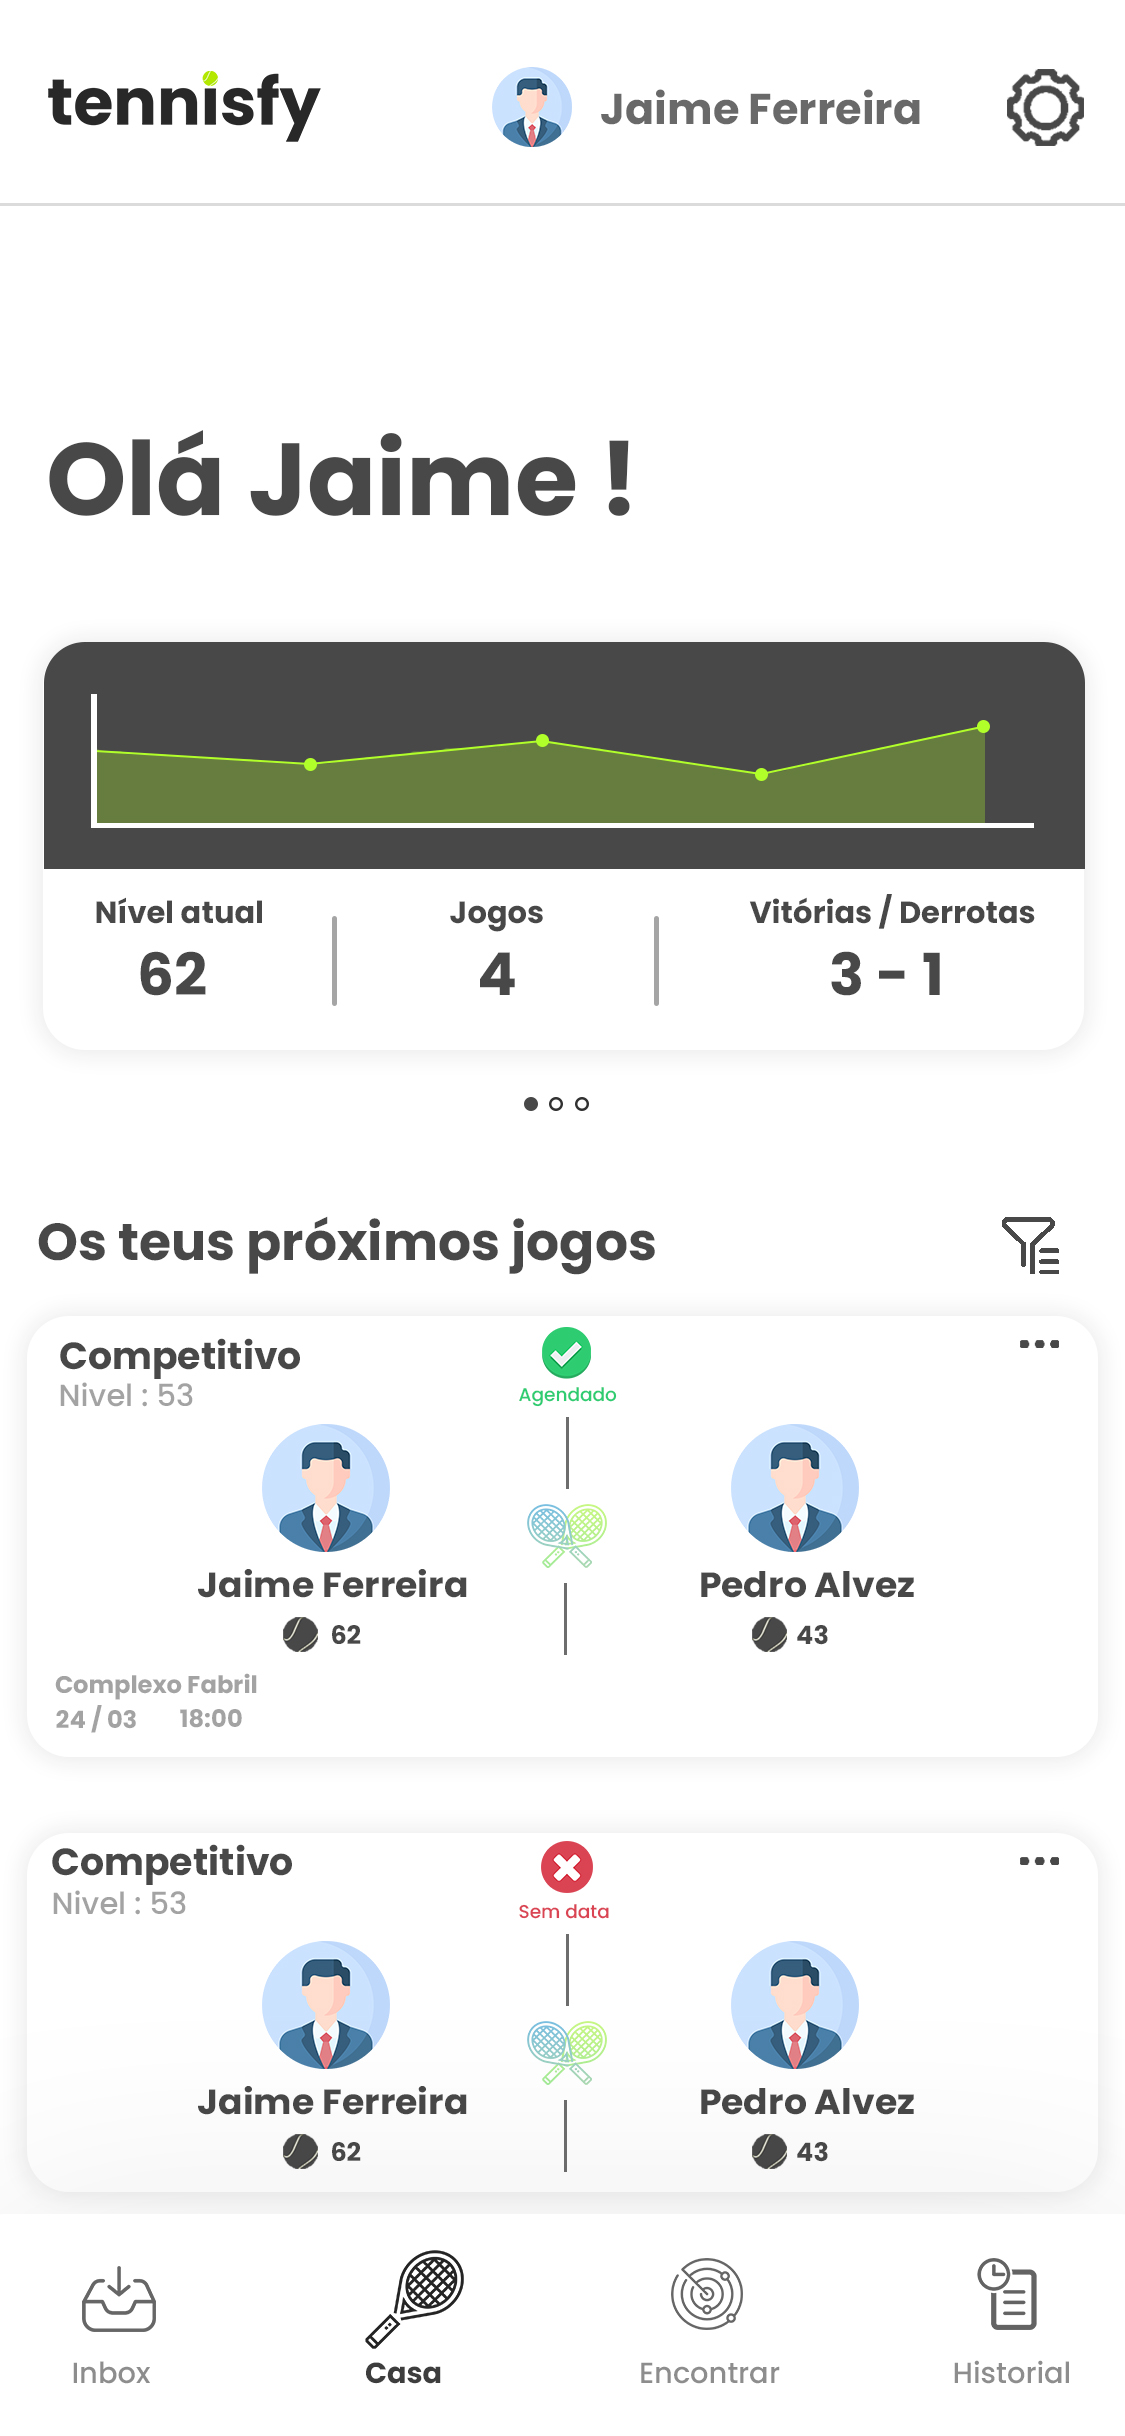 tennisfy
Jaime Ferreira
Olá Jaime !
Nível atual
Jogos
Vitórias / Derrotas
62
4
3 - 1
Os teus próximos jogos
Competitivo
Nivel : 53
Agendado
Jaime Ferreira
Pedro Alvez
62
43
Complexo Fabril
24 / 03 18:00
Competitivo
Nivel : 53
Sem data
Jaime Ferreira
Pedro Alvez
62
43
Inbox
Casa
Encontrar
Historial